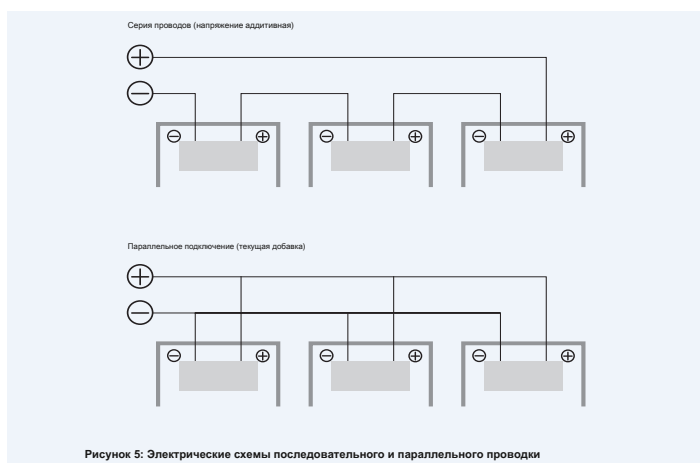 Серия проводов (напряжение аддитивная)
Параллельное подключение (текущая добавка)
Рисунок 5: Электрические схемы последовательного и параллельного проводки